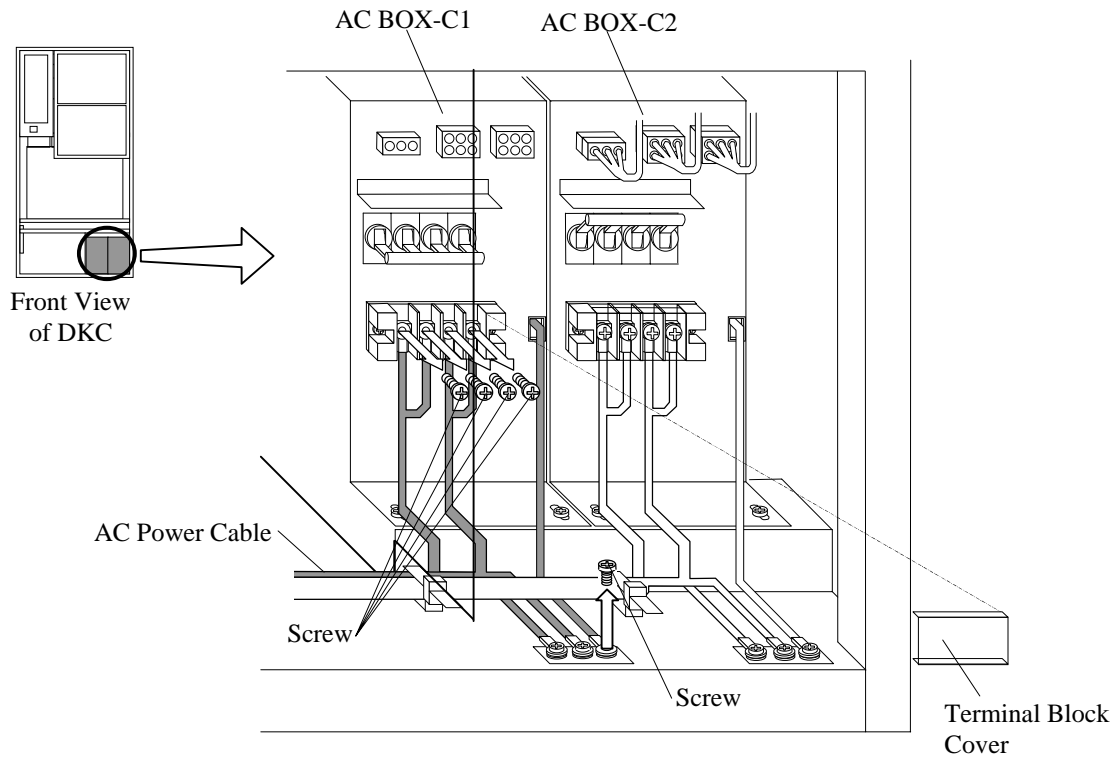 AC BOX-C1
AC BOX-C2
Front View
of DKC
AC Power Cable
Screw
Screw
Terminal Block
Cover